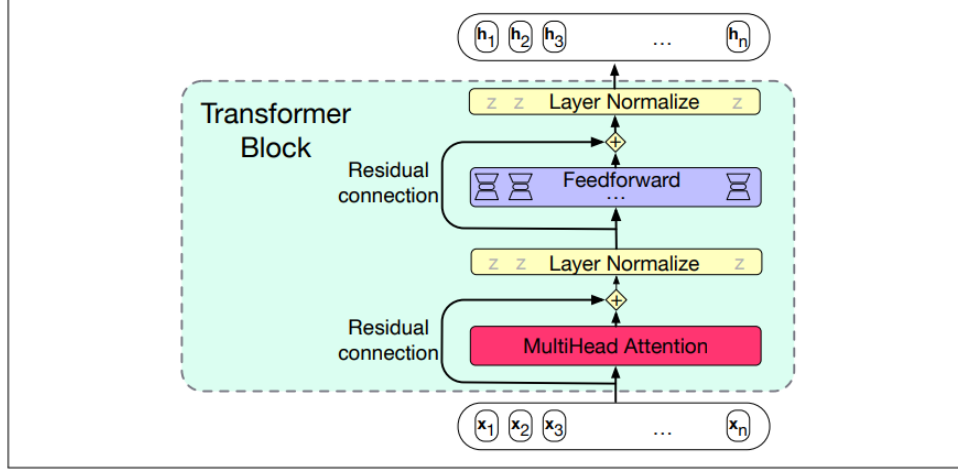 h1 h2 h3 ... hn
Transformer
Block
z z Layer Normalize z
+
Residual
connection
Feedforward
...
z z Layer Normalize z
+
Residual
connection
MultiHead Attention
x1 x2 x3 ... xn